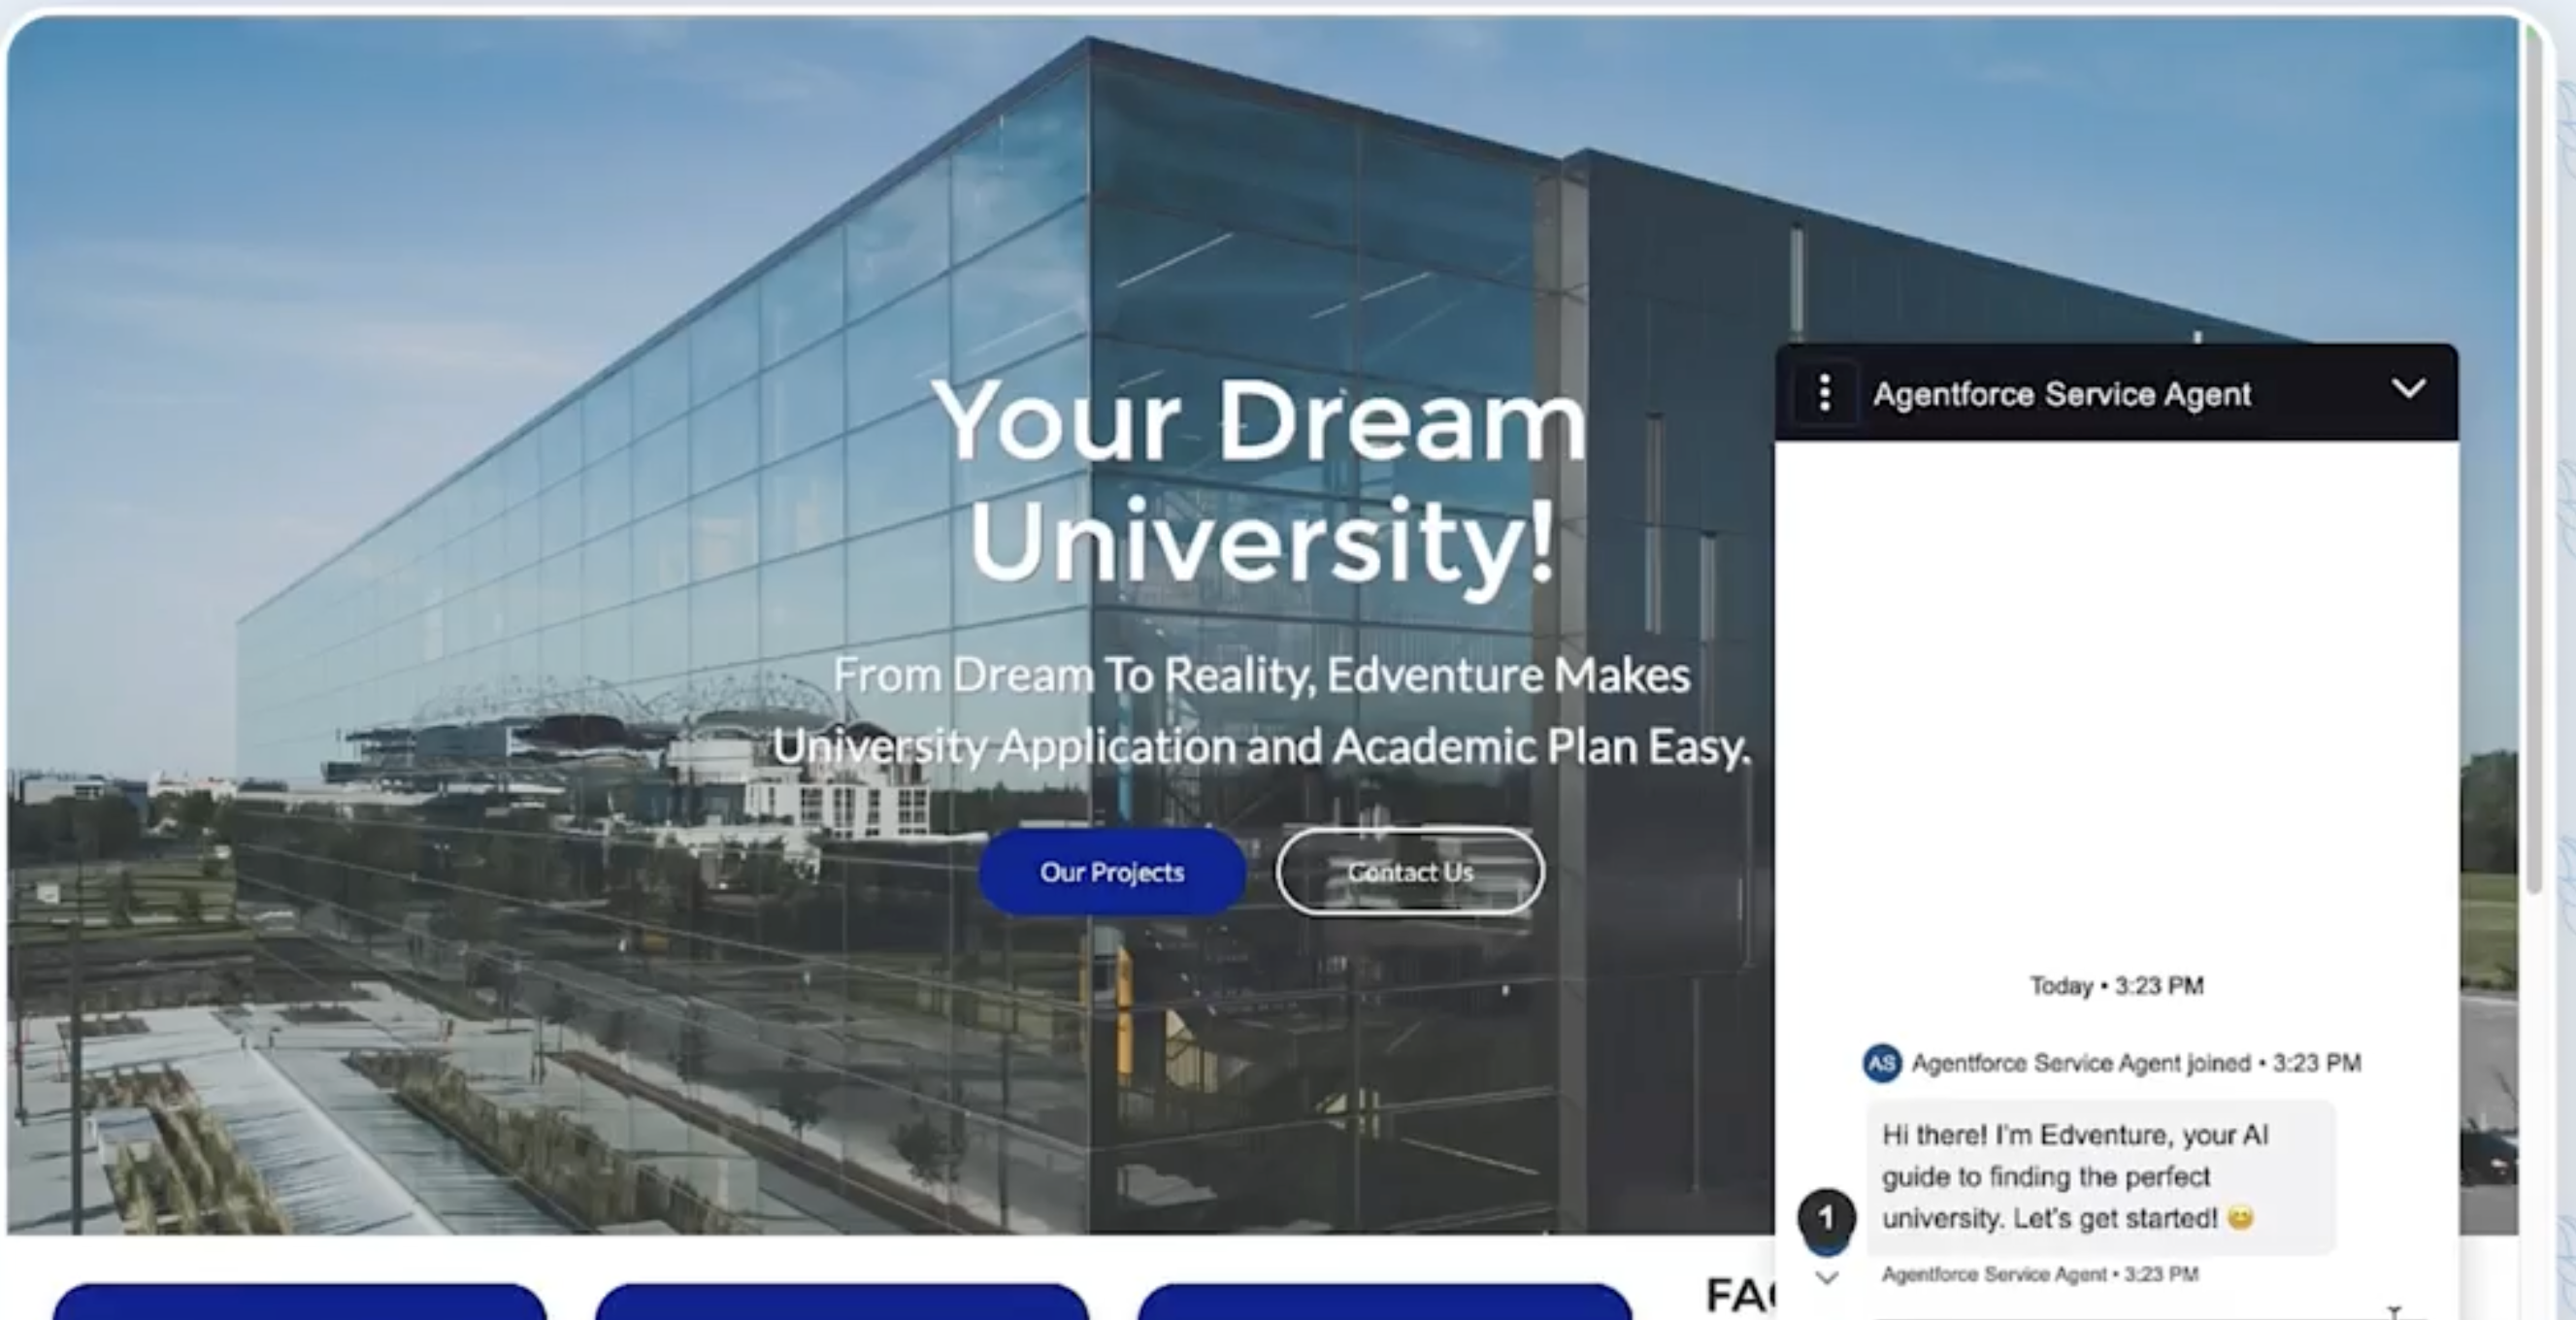 Your Dream
University!
From Dream To Reality, Edventure Makes
University Application and Academic Plan Easy.
Our Projects
Contact Us
Agentforce Service Agent
Today • 3:23 PM
AS
Agentforce Service Agent joined • 3:23 PM
Hi there! I'm Edventure, your AI
guide to finding the perfect
university. Let's get started! 😄
1
Agentforce Service Agent • 3:23 PM